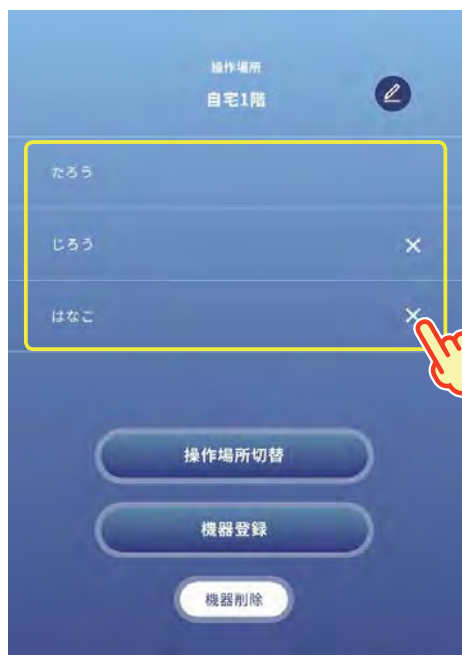 操作場所
自宅1階
たろう
じろう
はなこ
操作場所切替
機器登録
機器削除